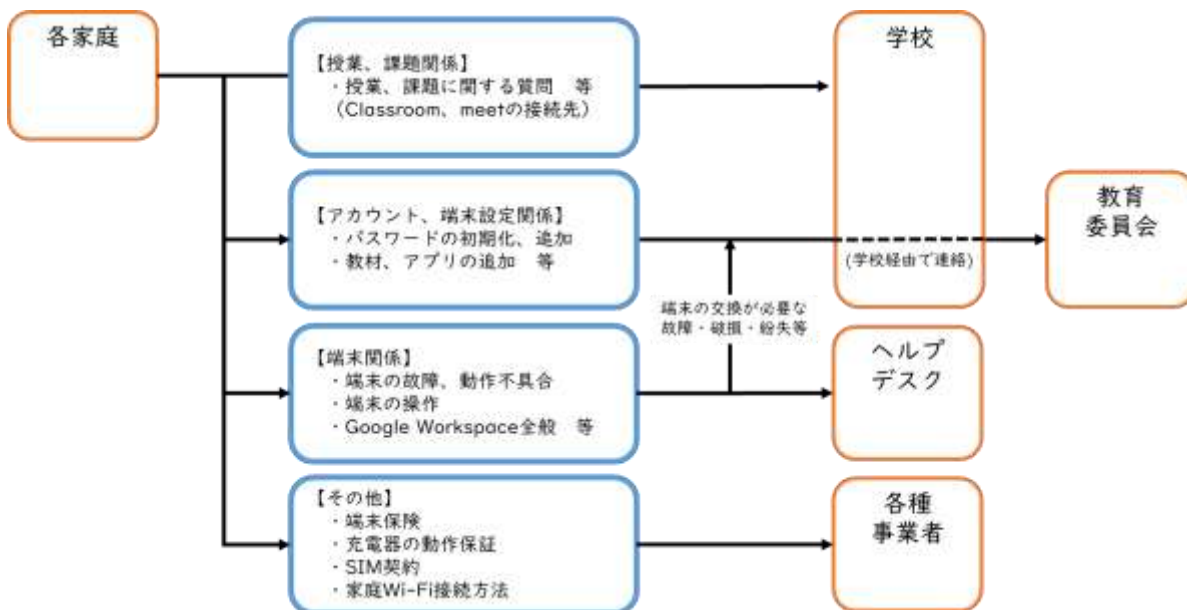 各家庭
【授業、課題関係】
・授業、課題に関する質問　等
（Classroom、meetの接続先）
学校
【アカウント、端末設定関係】
・パスワードの初期化、追加
・教材、アプリの追加　等
(学校経由で連絡)
教育
委員会
端末の交換が必要な
故障・破損・紛失等
【端末関係】
・端末の故障、動作不具合
・端末の操作
・Google Workspace全般　等
ヘルプ
デスク
【その他】
・端末保険
・充電器の動作保証
・SIM契約
・家庭Wi-Fi接続方法
各種
事業者